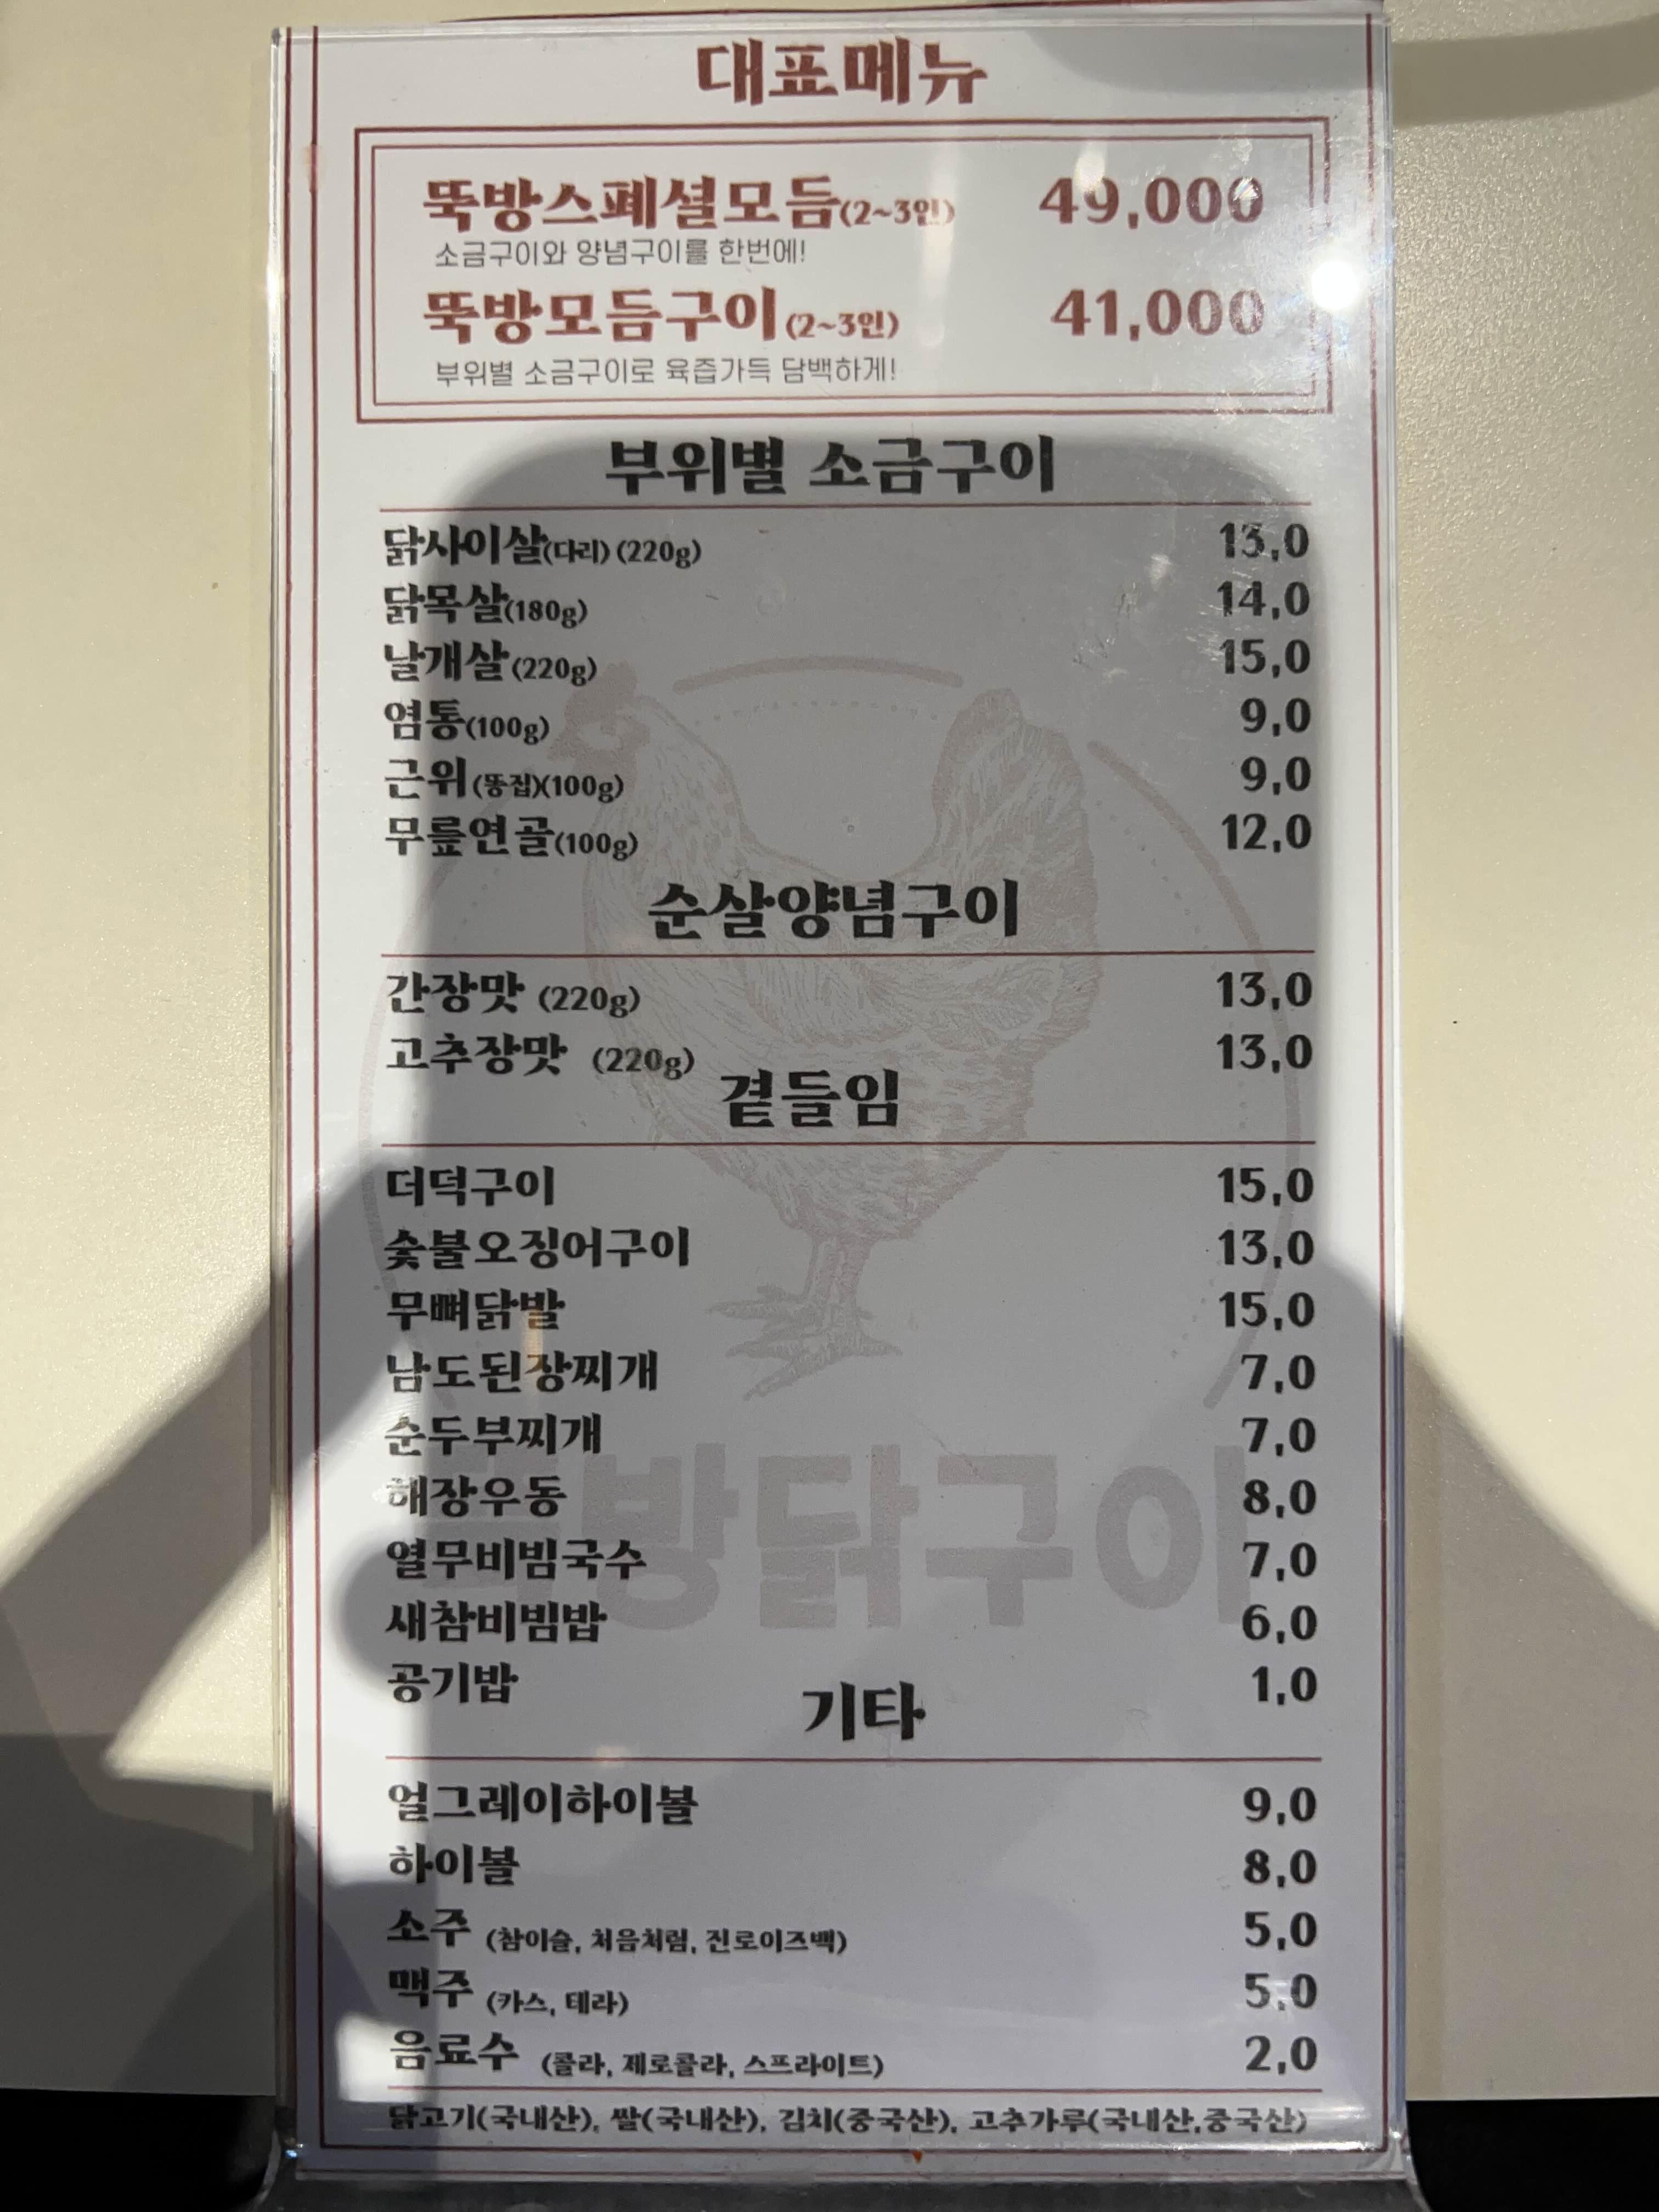 대표메뉴
뚝방스폐셜모듬(2~3인) 49,000
소금구이와 양념구이를 한번에!
뚝방모듬구이(2~3인) 41,000
부위별 소금구이로 육즙가득 담백하게!
부위별 소금구이
닭사이살(다리) (220g) 13,0
닭목살(180g) 14,0
날개살(220g) 15,0
염통(100g) 9,0
근위(똥집)(100g) 9,0
무릎연골(100g) 12,0
순살양념구이
간장맛 (220g) 13,0
고추장맛 (220g) 13,0
곁들임
더덕구이 15,0
숯불오징어구이 13,0
무뼈닭발 15,0
남도된장찌개 7,0
순두부찌개 7,0
해장우동 8,0
열무비빔국수 7,0
새참비빔밥 6,0
공기밥 1,0
뚝방닭구이
기타
얼그레이하이볼 9,0
하이볼 8,0
소주 (참이슬, 처음처럼, 진로이즈백) 5,0
맥주 (카스, 테라) 5,0
음료수 (콜라, 제로콜라, 스프라이트) 2,0
닭고기(국내산), 쌀(국내산), 김치(중국산), 고추가루(국내산,중국산)